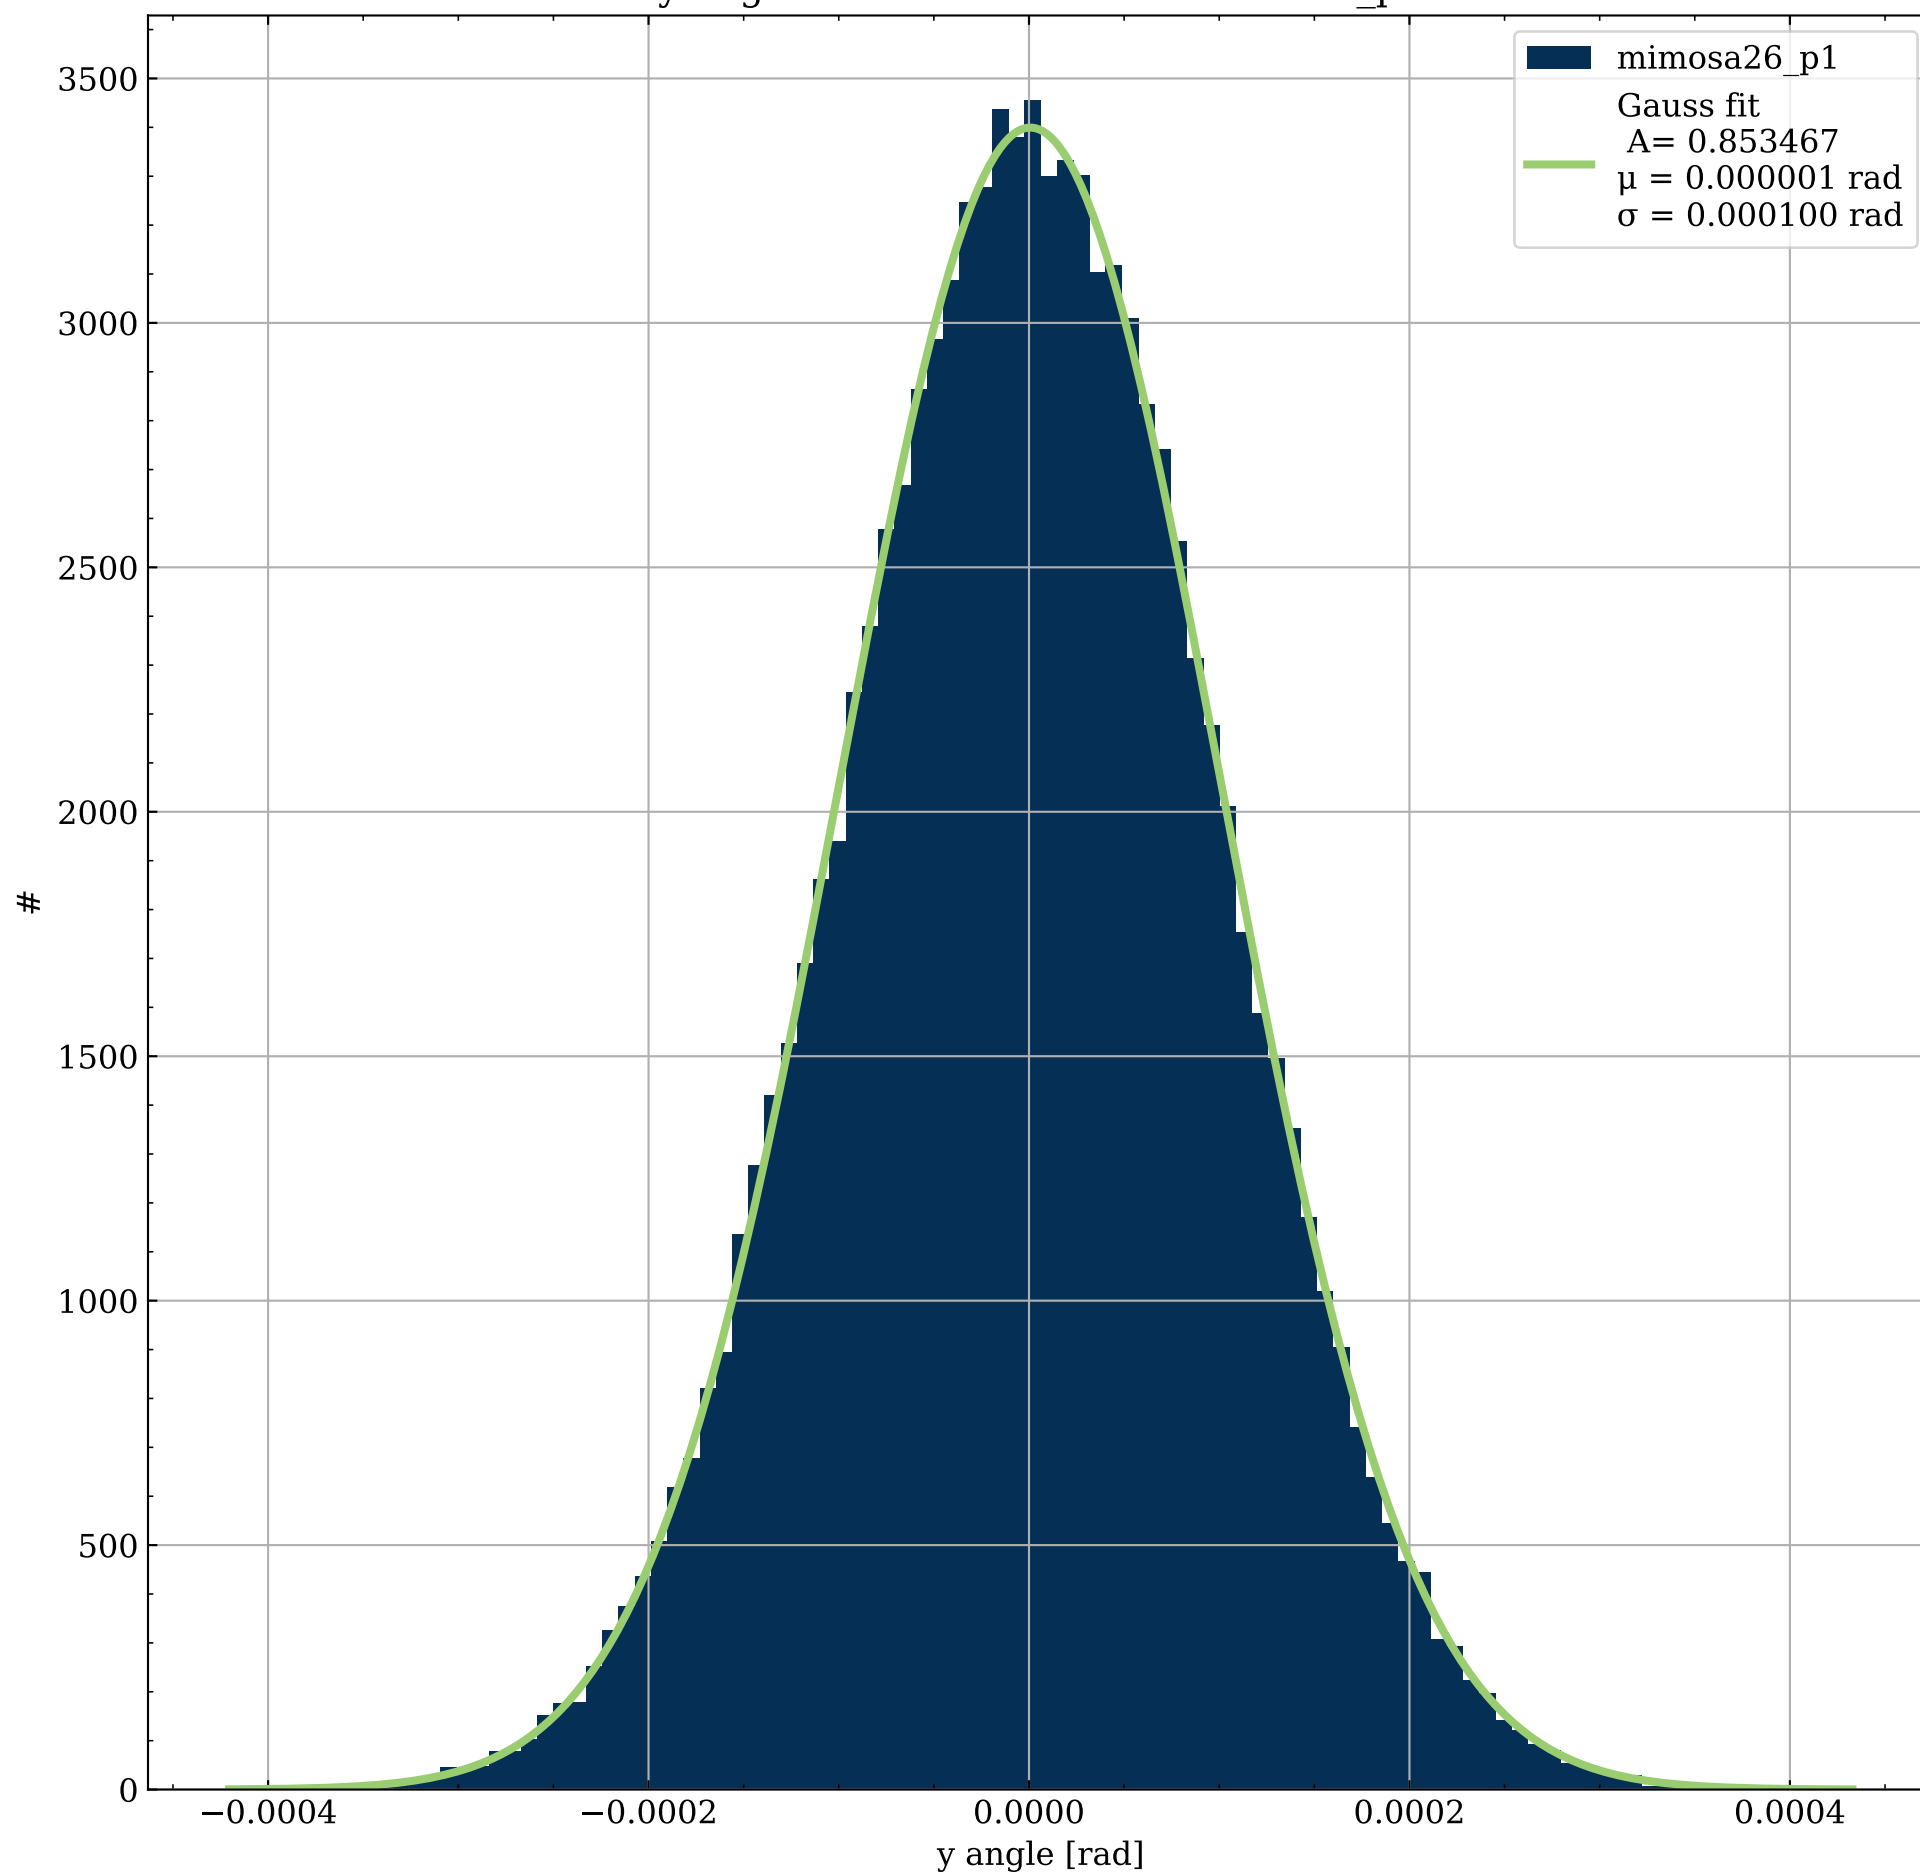 mimosa26_p1
Gauss fit
A= 0.853467
μ = 0.000001 rad
σ = 0.000100 rad
3500
3000
2500
2000
1500
1000
500
0
#
−0.0004 −0.0002 0.0000 0.0002 0.0004
y angle [rad]